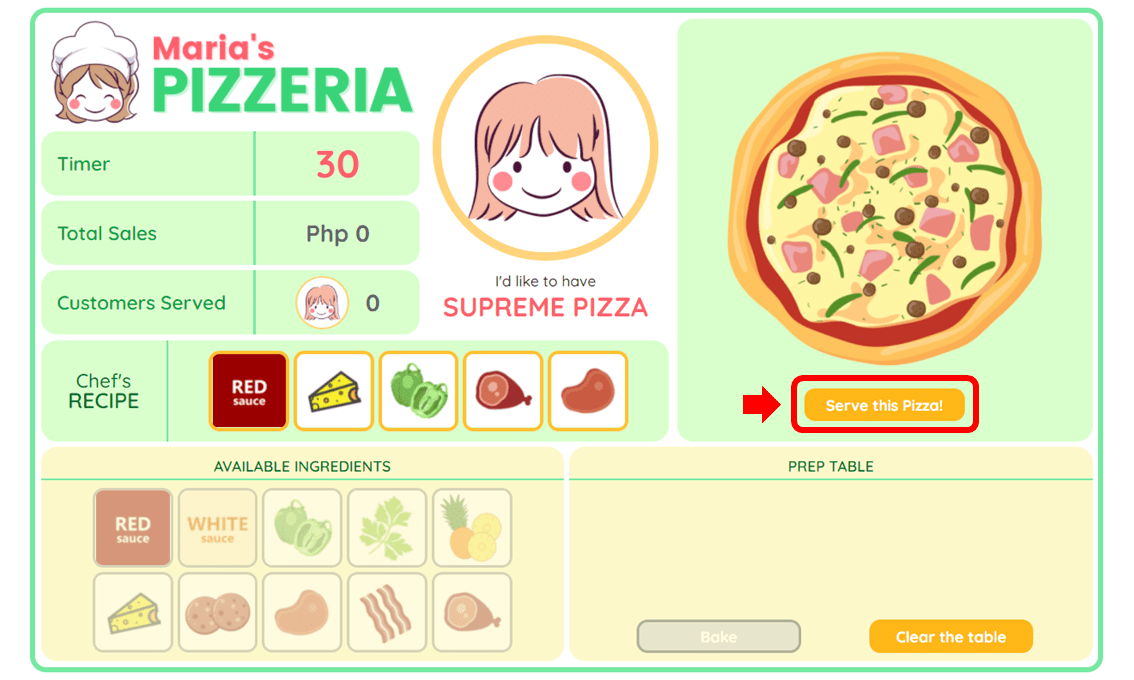 Maria's
PIZZERIA
Timer
30
Total Sales
Php 0
Customers Served
0
I'd like to have
SUPREME PIZZA
Chef's
RECIPE
RED
sauce
Serve this Pizza!
AVAILABLE INGREDIENTS
RED
sauce
WHITE
sauce
PREP TABLE
Bake
Clear the table